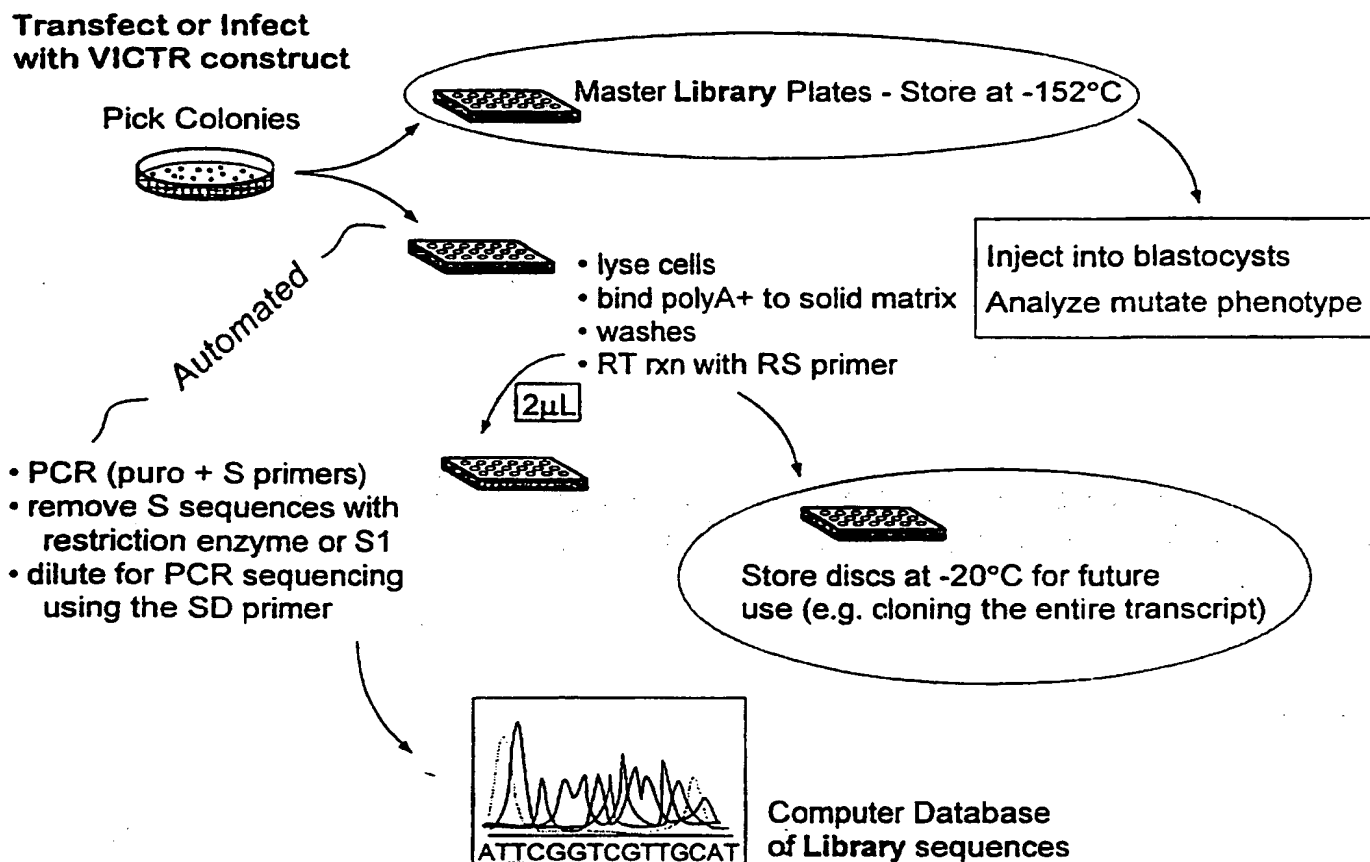 Transfect or Infect
with VICTR construct
Pick Colonies
Master Library Plates - Store at -152°C
Inject into blastocysts
Analyze mutate phenotype
Automated
• lyse cells
• bind polyA+ to solid matrix
• washes
• RT rxn with RS primer
2µL
• PCR (puro + S primers)
• remove S sequences with
restriction enzyme or S1
• dilute for PCR sequencing
using the SD primer
Store discs at -20°C for future
use (e.g. cloning the entire transcript)
ATTCGGTCGTTGCAT
Computer Database
of Library sequences